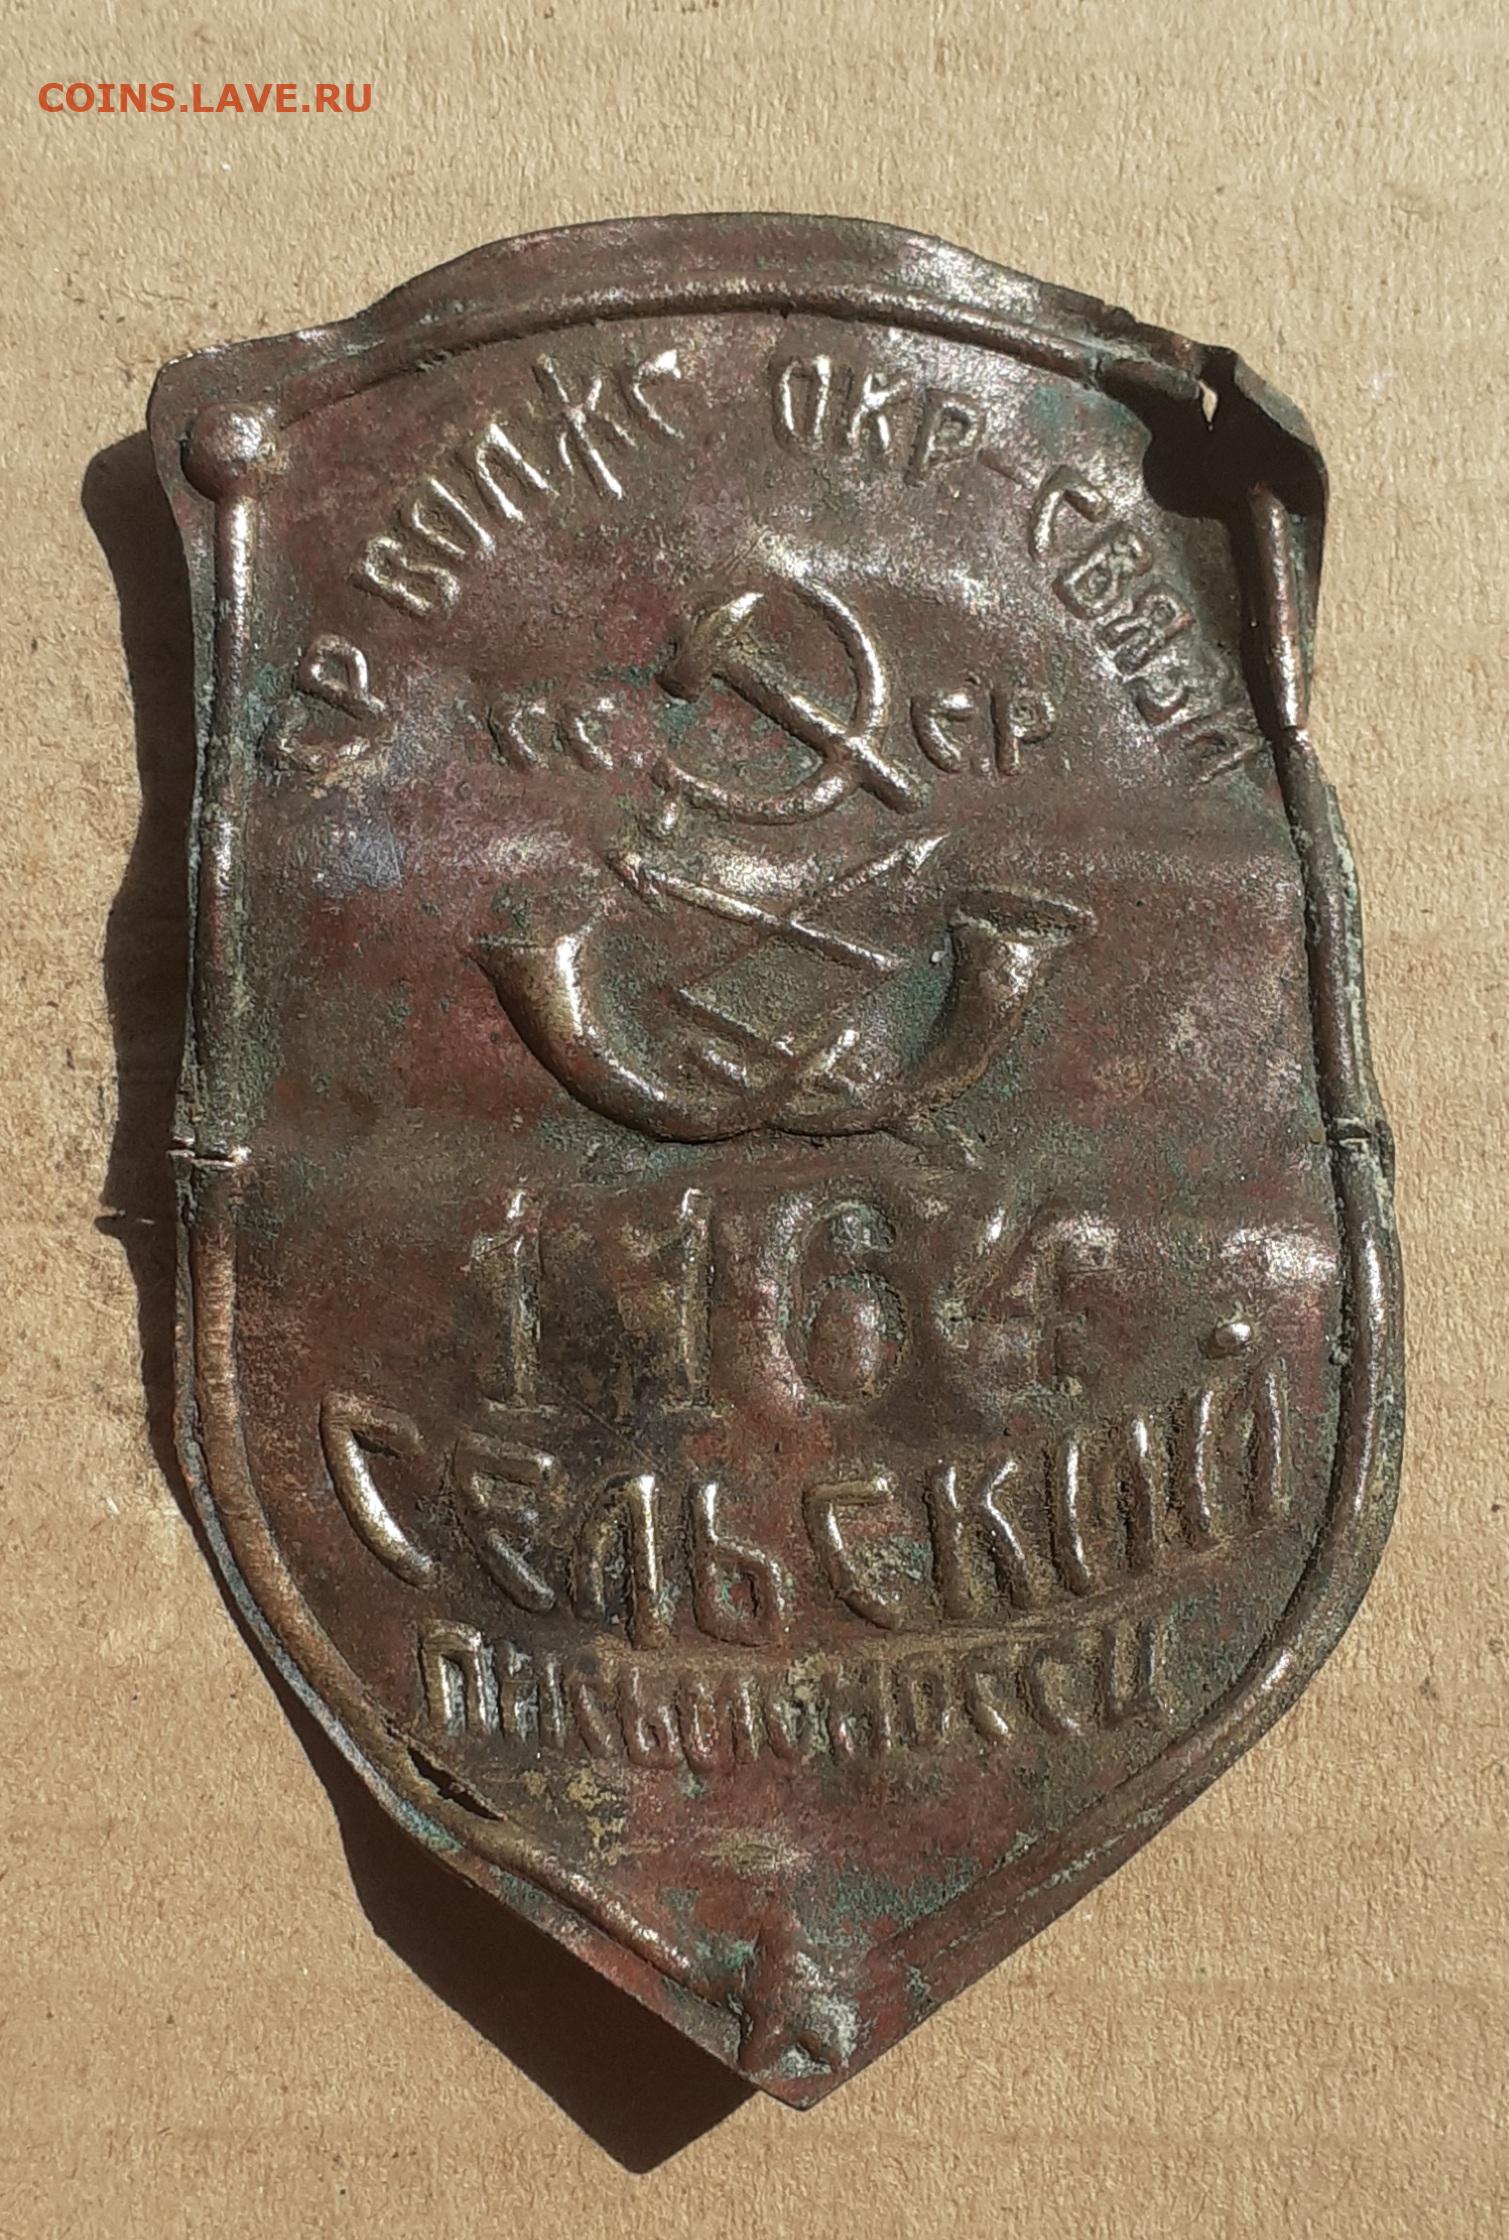 COINS.LAVE.RU
СР ВОЛЖС ОКР-СВЯЗИ
СС СР
1164
СЕЛЬСКИЙ
ПИСЬМОНОСЕЦ